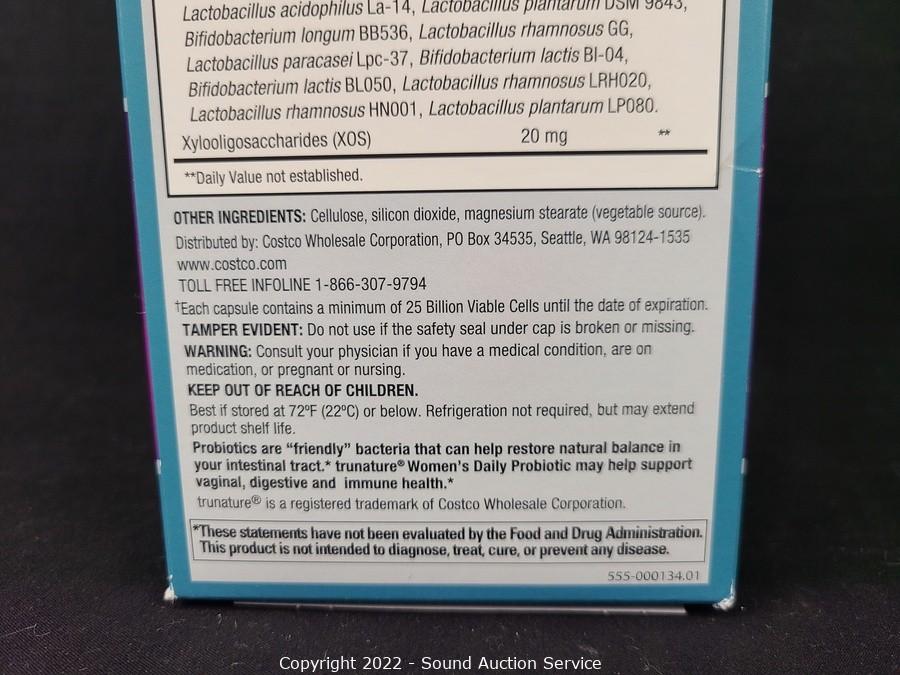 Lactobacillus acidophilus La-14, Lactobacillus plantarum DSM 9843,
Bifidobacterium longum BB536, Lactobacillus rhamnosus GG,
Lactobacillus paracasei Lpc-37, Bifidobacterium lactis Bl-04,
Bifidobacterium lactis BL050, Lactobacillus rhamnosus LRH020,
Lactobacillus rhamnosus HN001, Lactobacillus plantarum LP080.
Xylooligosaccharides (XOS) 20 mg **
**Daily Value not established.
OTHER INGREDIENTS: Cellulose, silicon dioxide, magnesium stearate (vegetable source).
Distributed by: Costco Wholesale Corporation, PO Box 34535, Seattle, WA 98124-1535
www.costco.com
TOLL FREE INFOLINE 1-866-307-9794
†Each capsule contains a minimum of 25 Billion Viable Cells until the date of expiration.
TAMPER EVIDENT: Do not use if the safety seal under cap is broken or missing.
WARNING: Consult your physician if you have a medical condition, are on
medication, or pregnant or nursing.
KEEP OUT OF REACH OF CHILDREN.
Best if stored at 72ºF (22ºC) or below. Refrigeration not required, but may extend
product shelf life.
Probiotics are “friendly” bacteria that can help restore natural balance in
your intestinal tract.* trunature® Women's Daily Probiotic may help support
vaginal, digestive and immune health.*
trunature® is a registered trademark of Costco Wholesale Corporation.
*These statements have not been evaluated by the Food and Drug Administration.
This product is not intended to diagnose, treat, cure, or prevent any disease.
555-000134.01
Copyright 2022 - Sound Auction Service